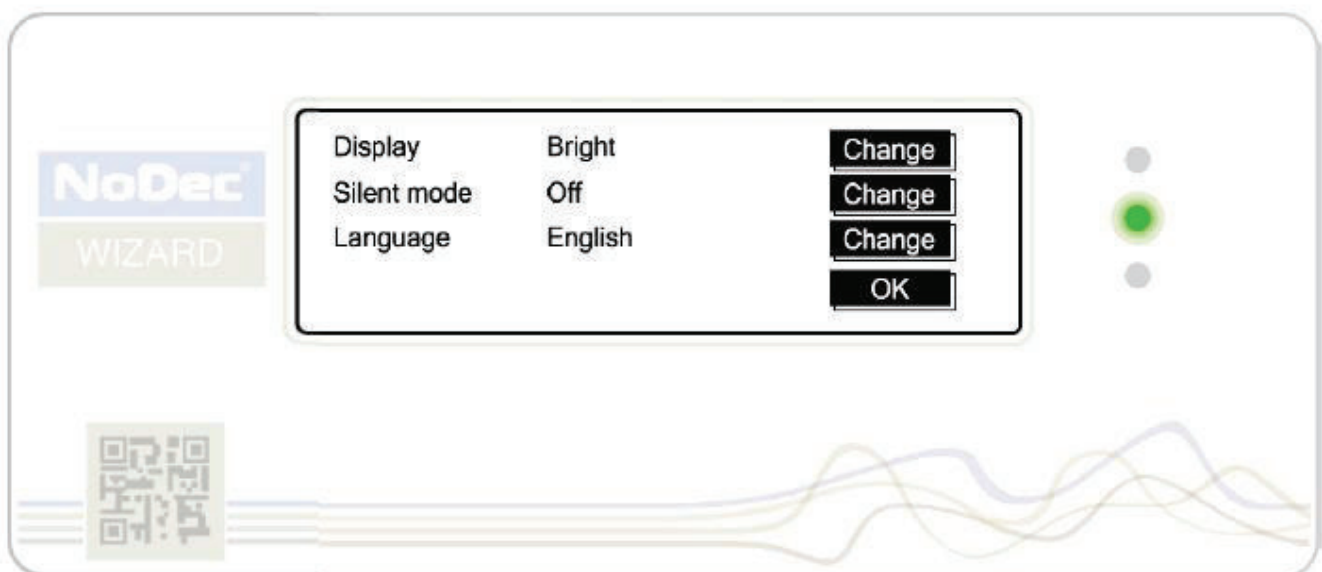 NoDec
WIZARD
Display Bright Change
Silent mode Off Change
Language English Change
OK